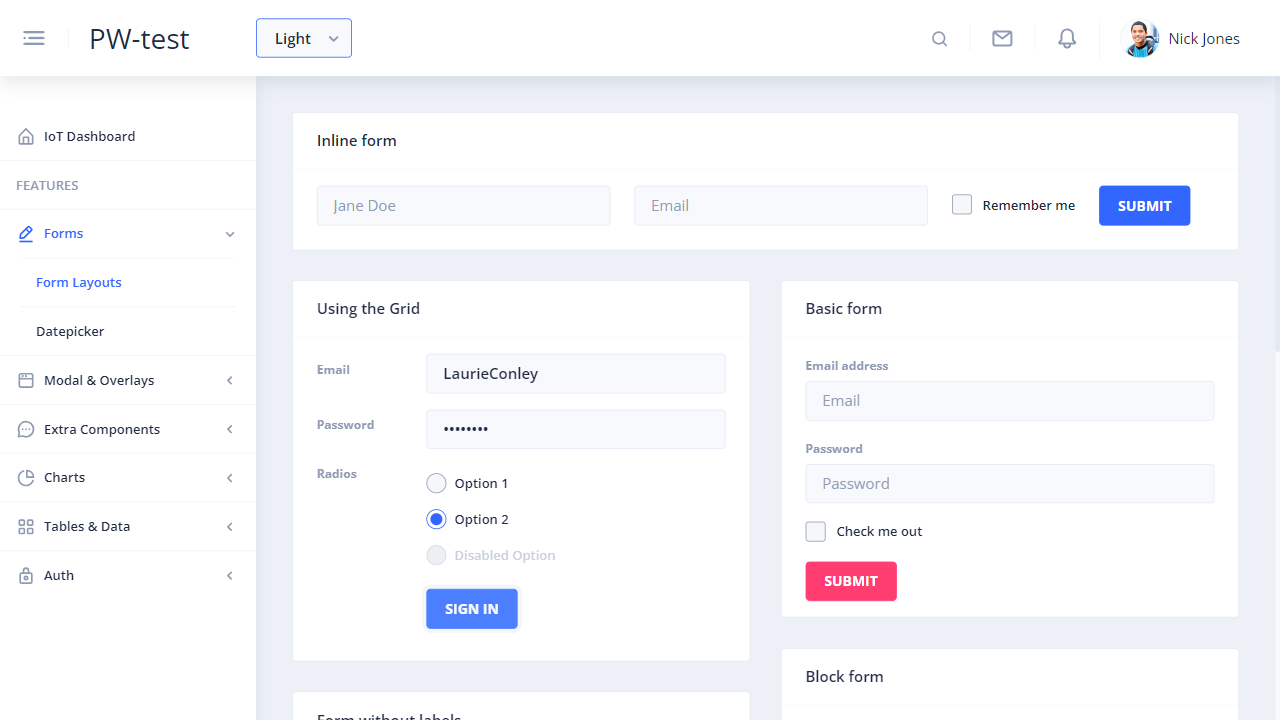 PW-test
Light
Nick Jones
IoT Dashboard
FEATURES
Forms
Form Layouts
Datepicker
Modal & Overlays
Extra Components
Charts
Tables & Data
Auth
Inline form
Jane Doe
Email
Remember me
SUBMIT
Using the Grid
Email
LaurieConley
Password
••••••••
Radios
Option 1
Option 2
Disabled Option
SIGN IN
Basic form
Email address
Email
Password
Password
Check me out
SUBMIT
Form without labels
Block form